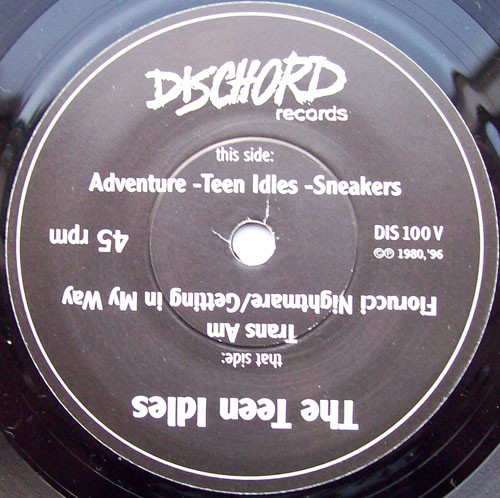 DISCHORD
records
this side:
Adventure -Teen Idles -Sneakers
DIS 100 V
©℗ 1980,'96
The Teen Idles
that side:
Trans Am
Fiorucci Nightmare/Getting in My Way
45 rpm